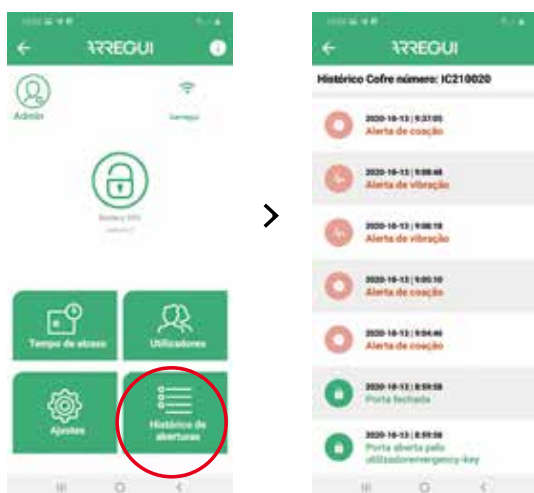 ARREGUI
Admin
Tempo de atraso
Utilizadores
Ajustes
Histórico de
aberturas
ARREGUI
Histórico Cofre número: IC210020
2020-10-13 | 9:37:05
Alerta de coação
2020-10-13 | 9:08:48
Alerta de vibração
2020-10-13 | 9:08:18
Alerta de vibração
2020-10-13 | 9:05:10
Alerta de coação
2020-10-13 | 9:04:46
Alerta de coação
2020-10-13 | 8:59:58
Porta fechada
2020-10-13 | 8:59:58
Porta aberta pelo
utilizadoremergency-key